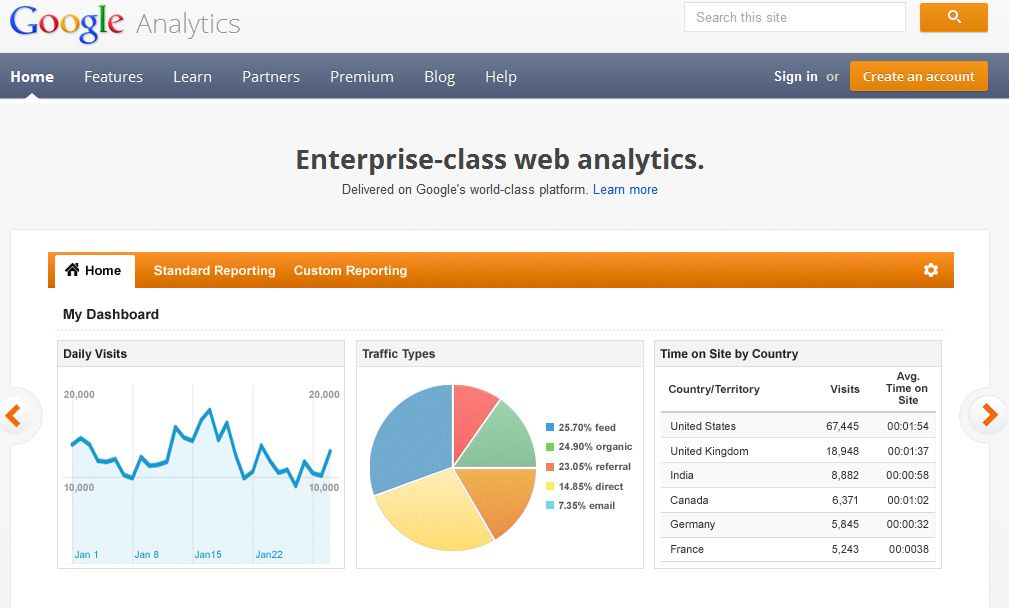 Google Analytics
Search this site
Home Features Learn Partners Premium Blog Help Sign in or Create an account
Enterprise-class web analytics.
Delivered on Google's world-class platform. Learn more
Home Standard Reporting Custom Reporting
My Dashboard
Daily Visits
20,000 20,000
10,000 10,000
Jan 1 Jan 8 Jan15 Jan22
Traffic Types
25.70% feed
24.90% organic
23.05% referral
14.85% direct
7.35% email
Time on Site by Country
Country/Territory Visits Avg. Time on Site
United States 67,445 00:01:54
United Kingdom 18,948 00:01:37
India 8,882 00:00:58
Canada 6,371 00:01:02
Germany 5,845 00:00:32
France 5,243 00:0038